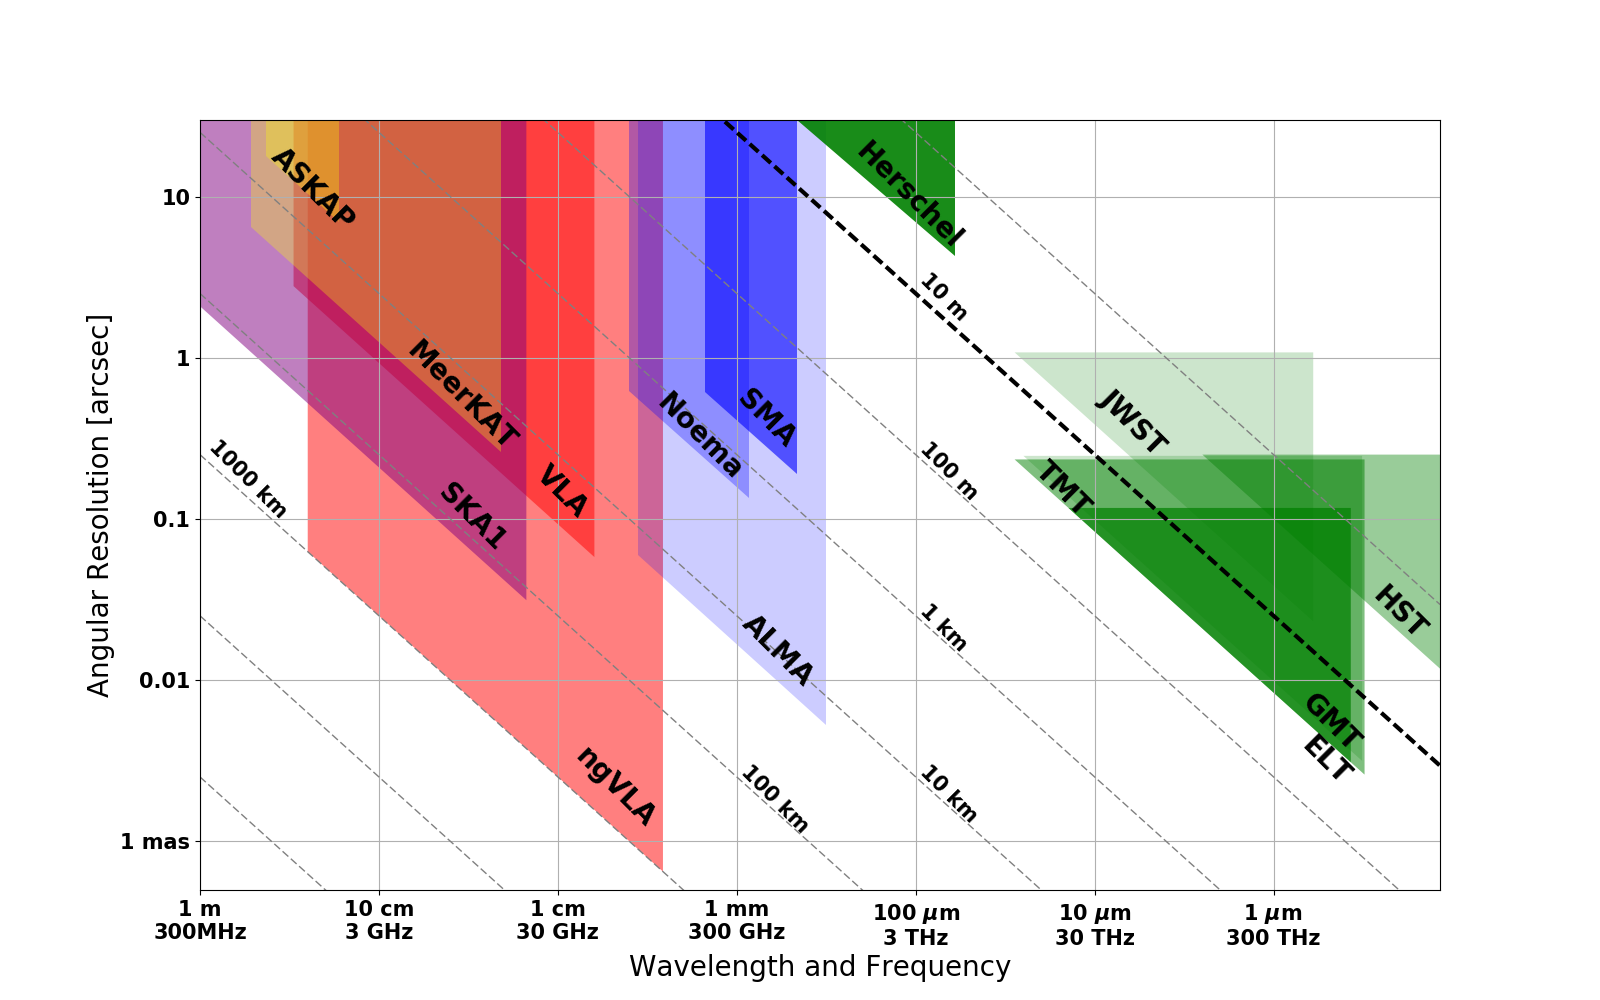 ASKAP
Herschel
10
10 m
MeerKAT
1
JWST
SMA
Noema
1000 km
VLA
100 m
TMT
SKA1
0.1
HST
1 km
ALMA
0.01
GMT
ELT
ngVLA
100 km
10 km
1 mas
Angular Resolution [arcsec]
1 m
300MHz
10 cm
3 GHz
1 cm
30 GHz
1 mm
300 GHz
100 μm
3 THz
10 μm
30 THz
1 μm
300 THz
Wavelength and Frequency